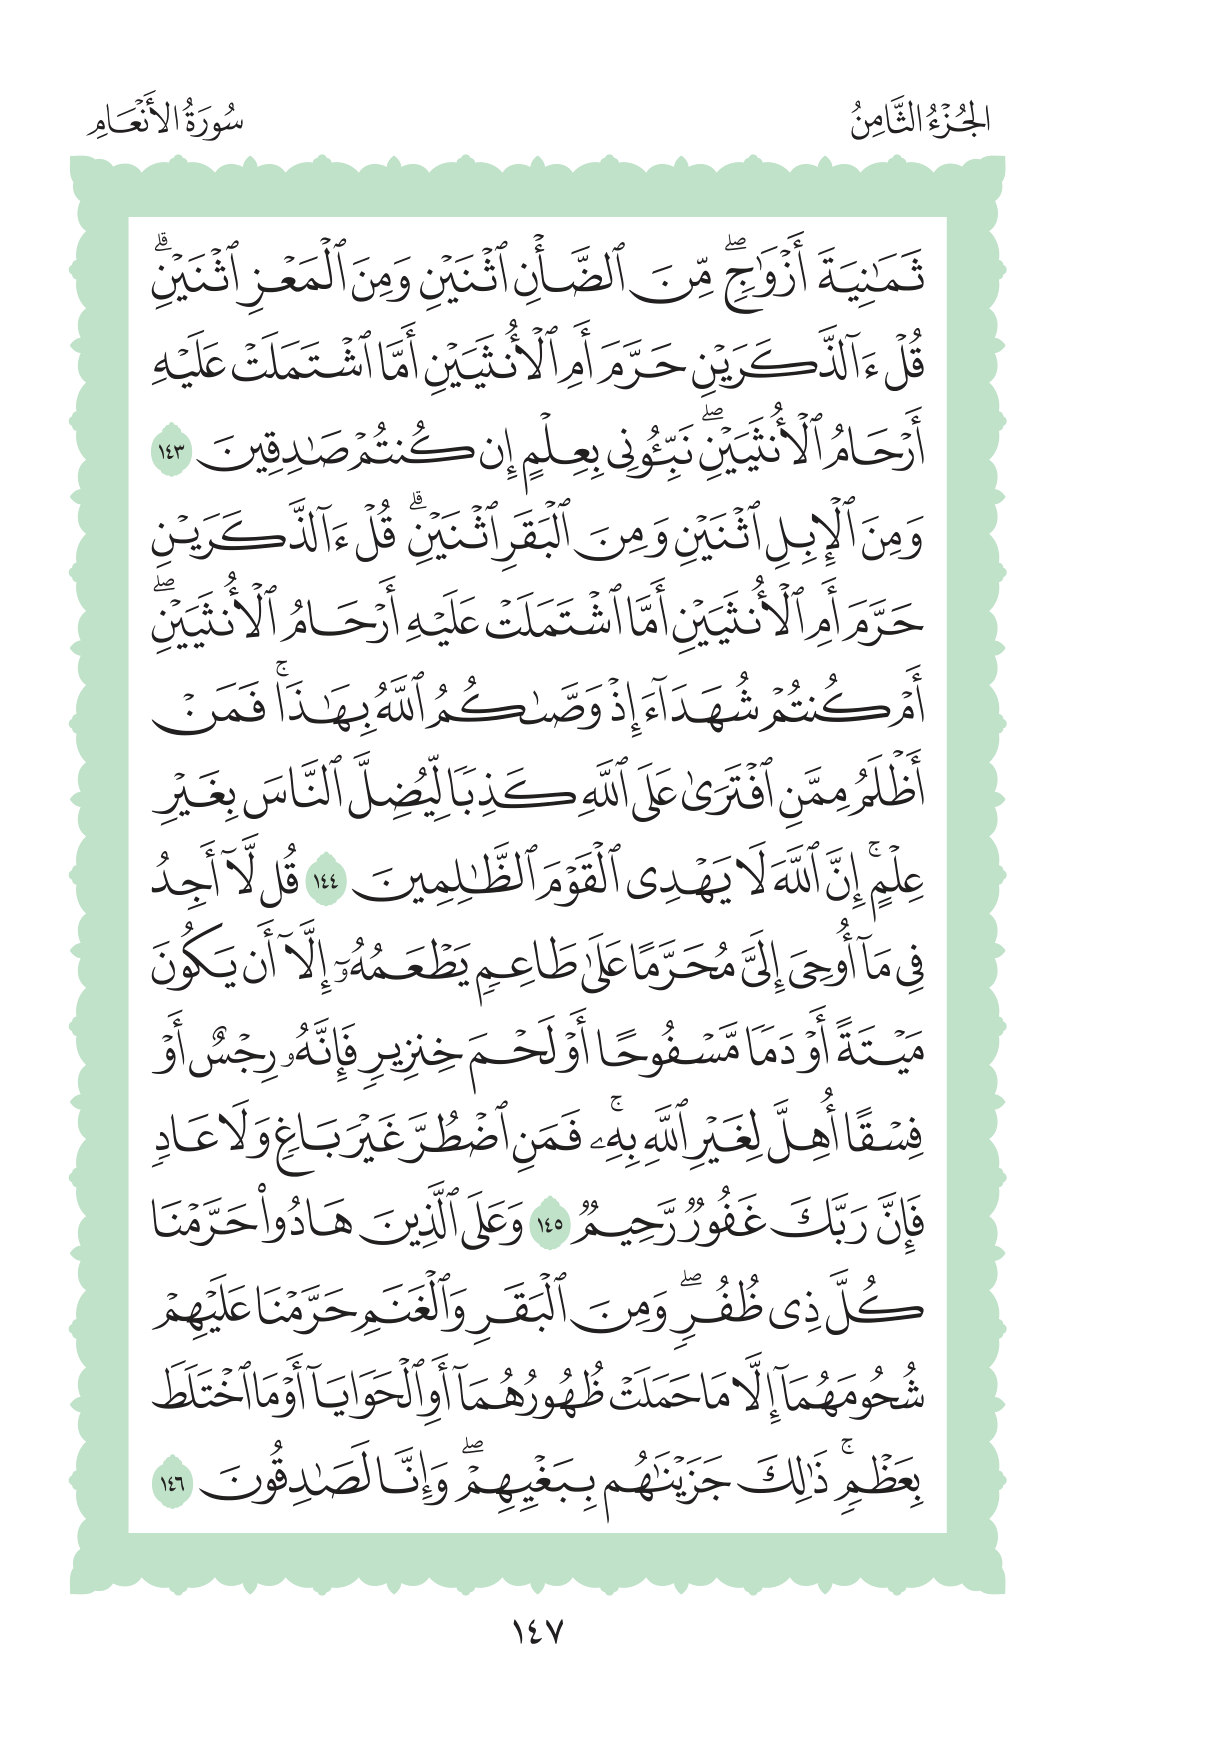 الجُزْءُ الثَّامِنُ
سُورَةُ الأَنْعَامِ
ثَمَٰنِيَةَ أَزْوَٰجٖۖ مِّنَ ٱلضَّأۡنِ ٱثۡنَيۡنِ وَمِنَ ٱلۡمَعۡزِ ٱثۡنَيۡنِۗ
قُلۡ ءَآلذَّكَرَيۡنِ حَرَّمَ أَمِ ٱلۡأُنثَيَيۡنِ أَمَّا ٱشۡتَمَلَتۡ عَلَيۡهِ
أَرۡحَامُ ٱلۡأُنثَيَيۡنِۖ نَبِّـُٔونِي بِعِلۡمٍ إِن كُنتُمۡ صَٰدِقِينَ ١٤٣
وَمِنَ ٱلۡإِبِلِ ٱثۡنَيۡنِ وَمِنَ ٱلۡبَقَرِ ٱثۡنَيۡنِۗ قُلۡ ءَآلذَّكَرَيۡنِ
حَرَّمَ أَمِ ٱلۡأُنثَيَيۡنِ أَمَّا ٱشۡتَمَلَتۡ عَلَيۡهِ أَرۡحَامُ ٱلۡأُنثَيَيۡنِۖ
أَمۡ كُنتُمۡ شُهَدَآءَ إِذۡ وَصَّىٰكُمُ ٱللَّهُ بِهَٰذَاۚ فَمَنۡ
أَظۡلَمُ مِمَّنِ ٱفۡتَرَىٰ عَلَى ٱللَّهِ كَذِبٗا لِّيُضِلَّ ٱلنَّاسَ بِغَيۡرِ
عِلۡمٍۚ إِنَّ ٱللَّهَ لَا يَهۡدِي ٱلۡقَوۡمَ ٱلظَّٰلِمِينَ ١٤٤ قُل لَّآ أَجِدُ
فِي مَآ أُوحِيَ إِلَيَّ مُحَرَّمًا عَلَىٰ طَاعِمٖ يَطۡعَمُهُۥٓ إِلَّآ أَن يَكُونَ
مَيۡتَةً أَوۡ دَمٗا مَّسۡفُوحًا أَوۡ لَحۡمَ خِنزِيرٖ فَإِنَّهُۥ رِجۡسٌ أَوۡ
فِسۡقًا أُهِلَّ لِغَيۡرِ ٱللَّهِ بِهِۦۚ فَمَنِ ٱضۡطُرَّ غَيۡرَ بَاغٖ وَلَا عَادٖ
فَإِنَّ رَبَّكَ غَفُورٞ رَّحِيمٞ ١٤٥ وَعَلَى ٱلَّذِينَ هَادُواْ حَرَّمۡنَا
كُلَّ ذِي ظُفُرٖۖ وَمِنَ ٱلۡبَقَرِ وَٱلۡغَنَمِ حَرَّمۡنَا عَلَيۡهِمۡ
شُحُومَهُمَآ إِلَّا مَا حَمَلَتۡ ظُهُورُهُمَآ أَوِ ٱلۡحَوَايَآ أَوۡ مَا ٱخۡتَلَطَ
بِعَظۡمٖۚ ذَٰلِكَ جَزَيۡنَٰهُم بِبَغۡيِهِمۡۖ وَإِنَّا لَصَٰدِقُونَ ١٤٦
١٤٧